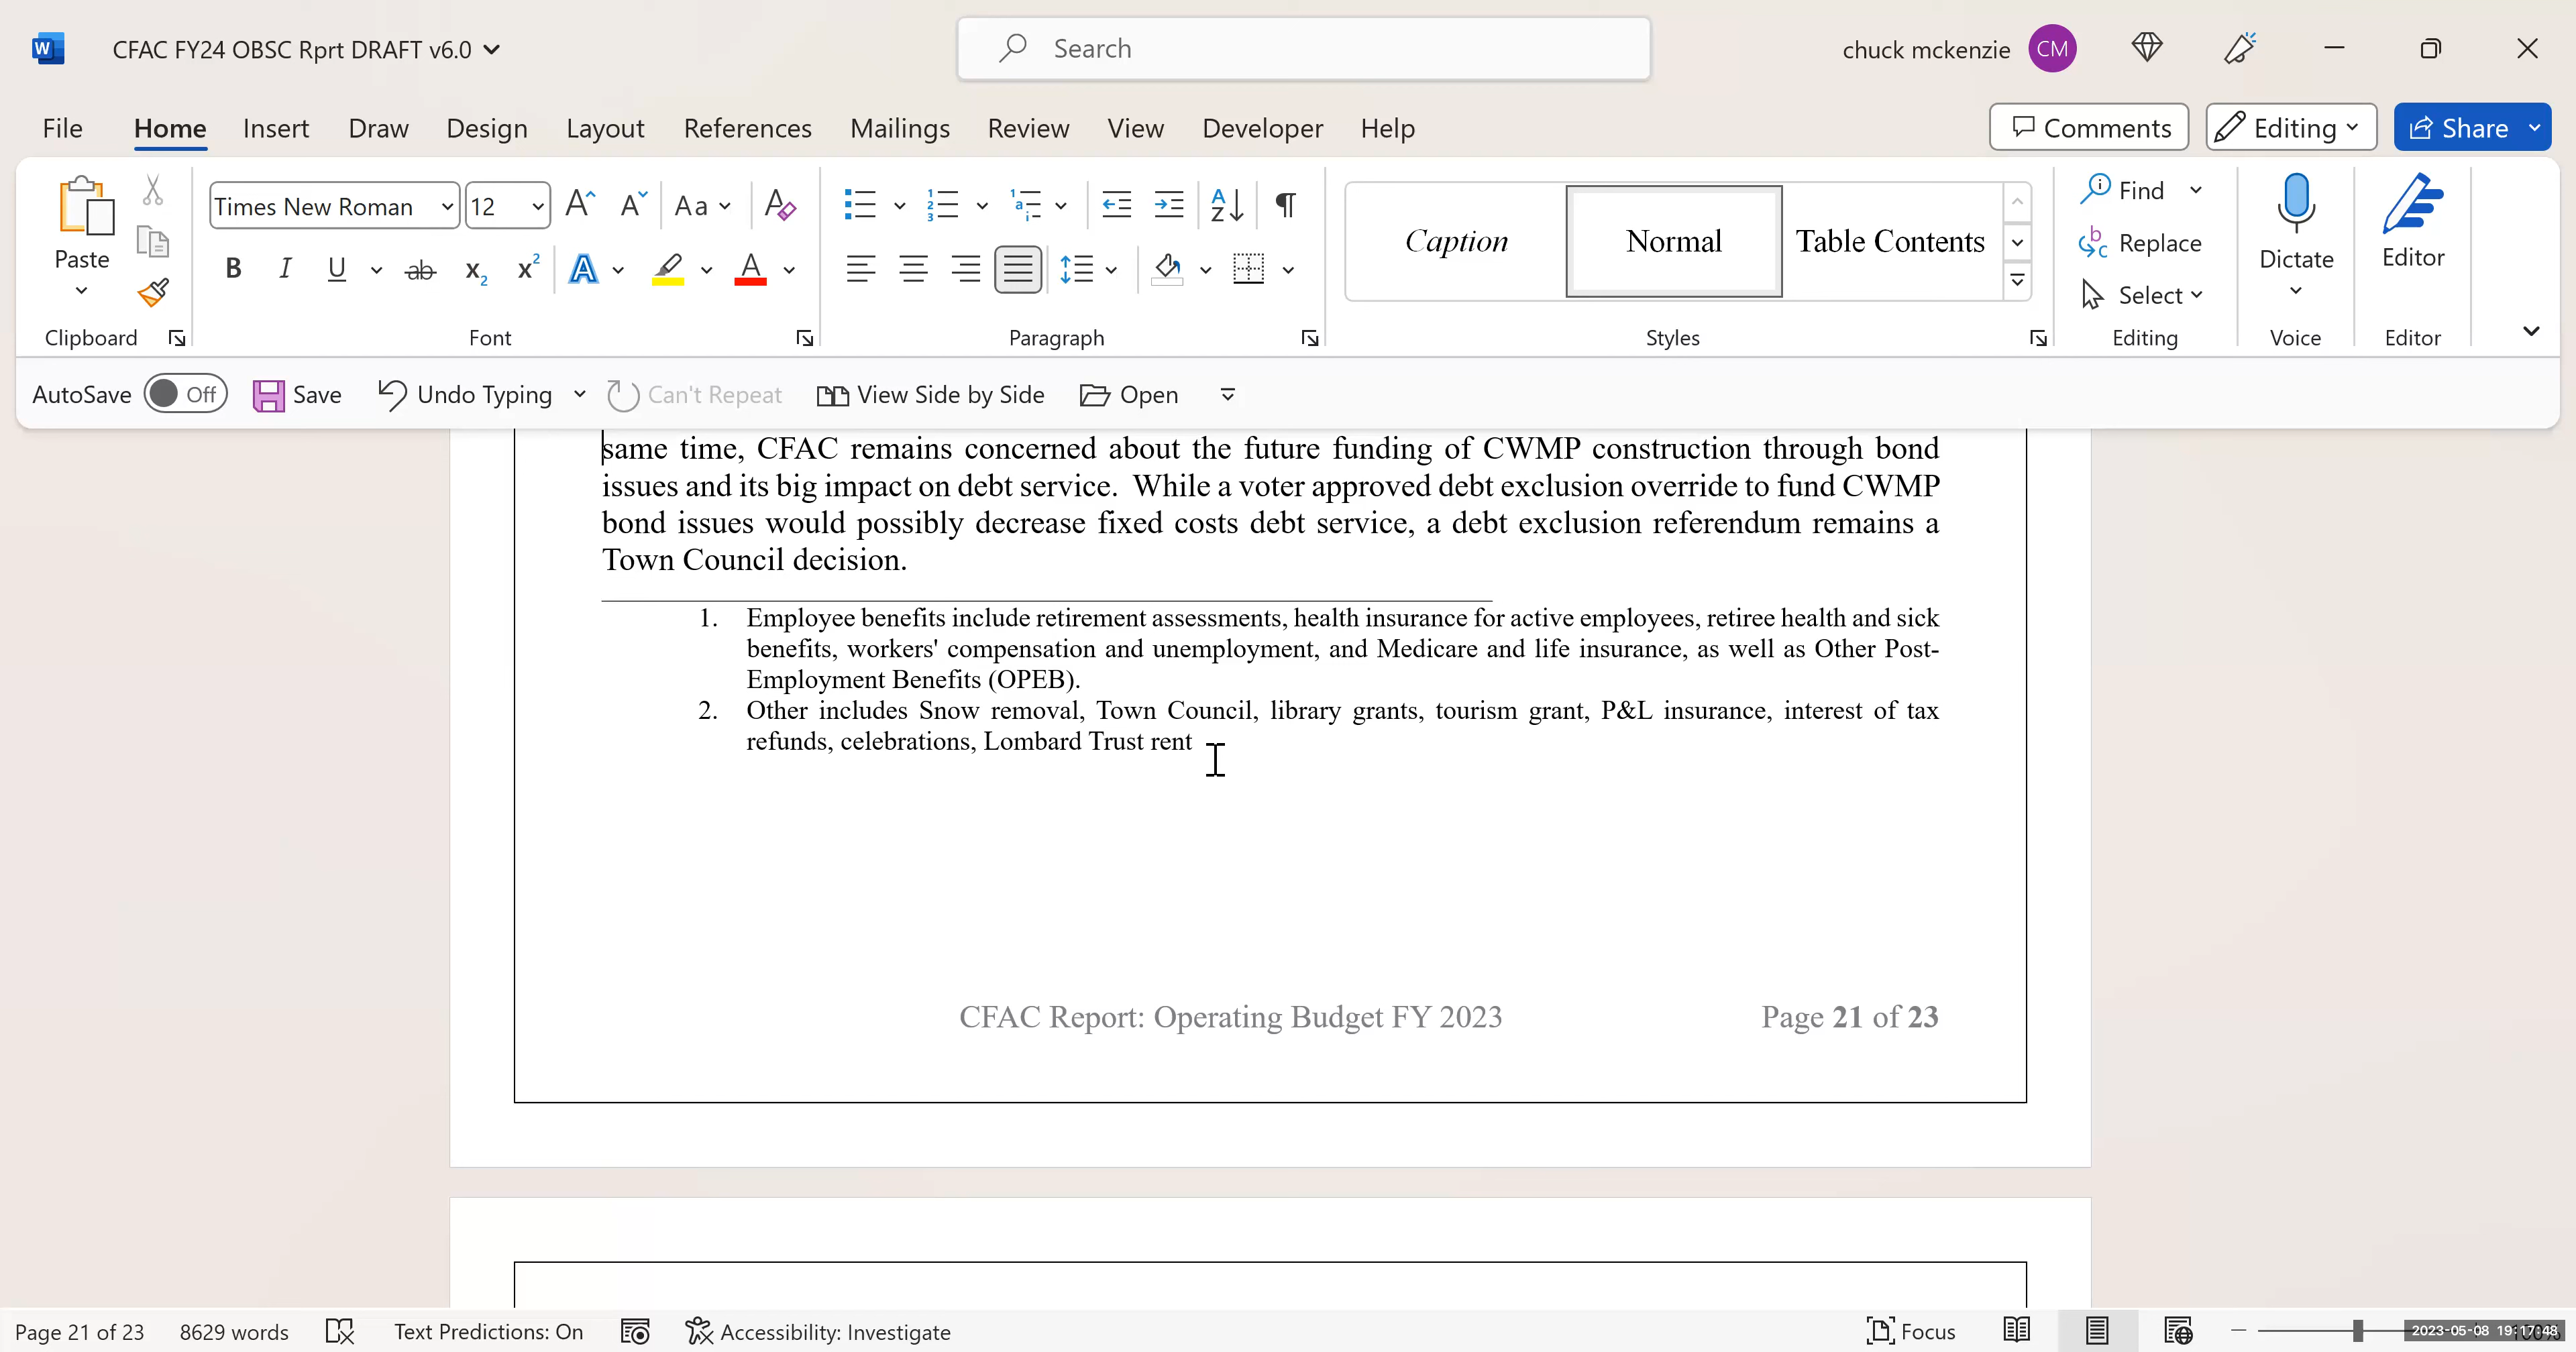 CFAC FY24 OBSC Rprt DRAFT v6.0
Search
chuck mckenzie CM
File Home Insert Draw Design Layout References Mailings Review View Developer Help
Comments Editing Share
Paste
Clipboard
Times New Roman 12
Font
Paragraph
Caption Normal Table Contents
Styles
Find
Replace
Select
Editing
Dictate
Voice
Editor
Editor
AutoSave Off Save Undo Typing Can't Repeat View Side by Side Open
same time, CFAC remains concerned about the future funding of CWMP construction through bond
issues and its big impact on debt service. While a voter approved debt exclusion override to fund CWMP
bond issues would possibly decrease fixed costs debt service, a debt exclusion referendum remains a
Town Council decision.
1. Employee benefits include retirement assessments, health insurance for active employees, retiree health and sick
benefits, workers' compensation and unemployment, and Medicare and life insurance, as well as Other Post-
Employment Benefits (OPEB).
2. Other includes Snow removal, Town Council, library grants, tourism grant, P&L insurance, interest of tax
refunds, celebrations, Lombard Trust rent
CFAC Report: Operating Budget FY 2023 Page 21 of 23
Page 21 of 23 8629 words Text Predictions: On Accessibility: Investigate Focus
2023-05-08 19:17:48